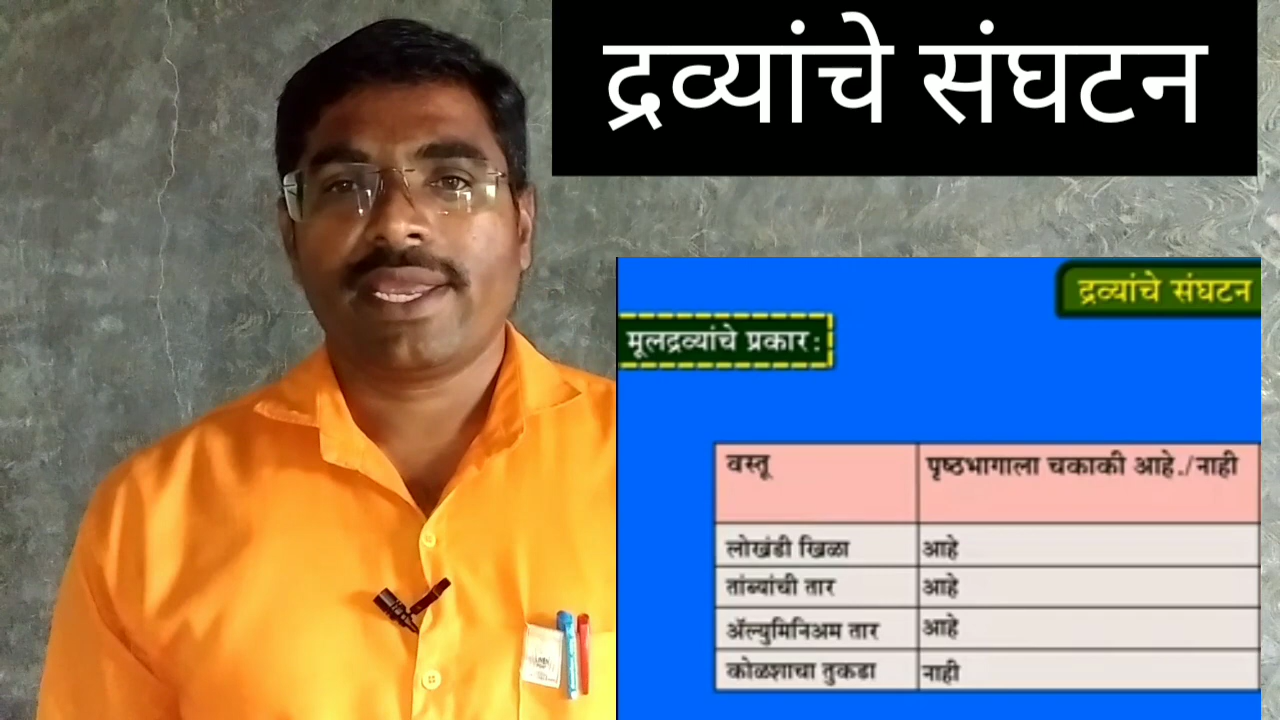 द्रव्यांचे संघटन
द्रव्यांचे संघटन
मूलद्रव्यांचे प्रकार:
वस्तू पृष्ठभागाला चकाकी आहे./नाही
लोखंडी खिळा आहे
तांब्यांची तार आहे
ॲल्युमिनिअम तार आहे
कोळशाचा तुकडा नाही